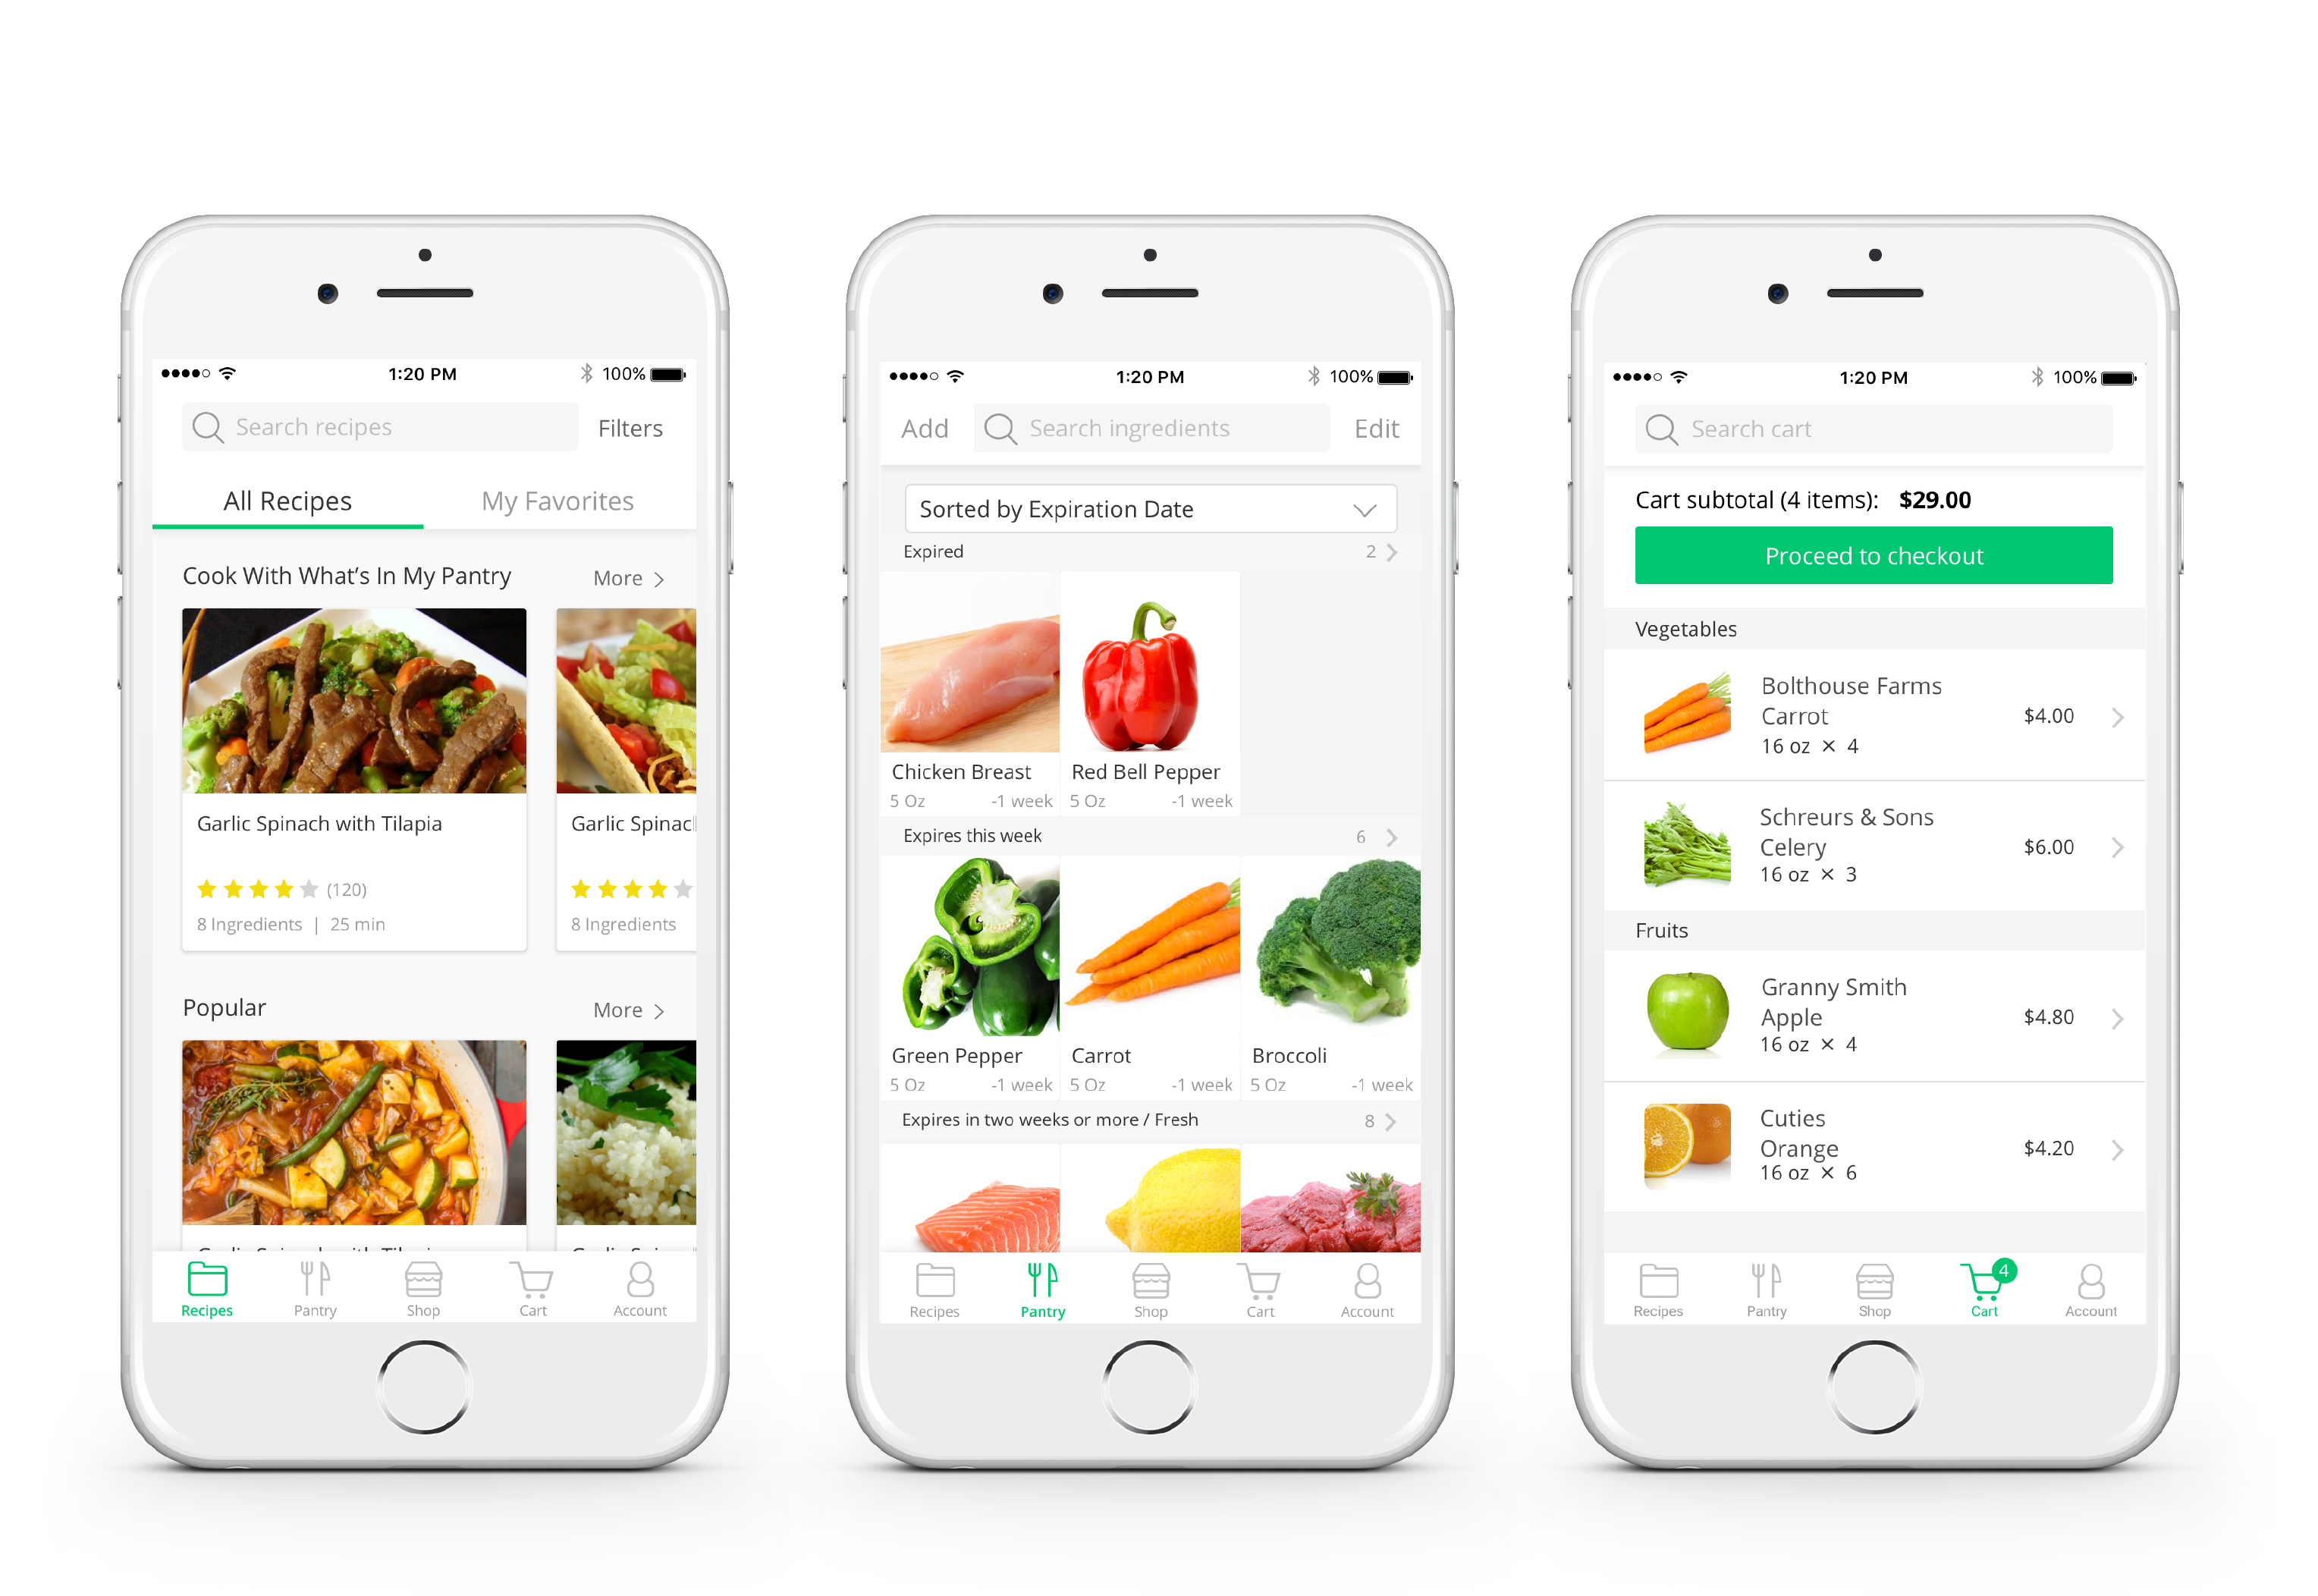 1:20 PM 100%
Search recipes Filters
All Recipes My Favorites
Cook With What's In My Pantry More
Garlic Spinach with Tilapia Garlic Spinac
(120)
8 Ingredients | 25 min 8 Ingredients
Popular More
Recipes Pantry Shop Cart Account
1:20 PM 100%
Add Search ingredients Edit
Sorted by Expiration Date
Expired 2
Chicken Breast Red Bell Pepper
5 Oz -1 week 5 Oz -1 week
Expires this week 6
Green Pepper Carrot Broccoli
5 Oz -1 week 5 Oz -1 week 5 Oz -1 week
Expires in two weeks or more / Fresh 8
Recipes Pantry Shop Cart Account
1:20 PM 100%
Search cart
Cart subtotal (4 items): $29.00
Proceed to checkout
Vegetables
Bolthouse Farms
Carrot $4.00
16 oz × 4
Schreurs & Sons
Celery $6.00
16 oz × 3
Fruits
Granny Smith
Apple $4.80
16 oz × 4
Cuties
Orange $4.20
16 oz × 6
4
Recipes Pantry Shop Cart Account